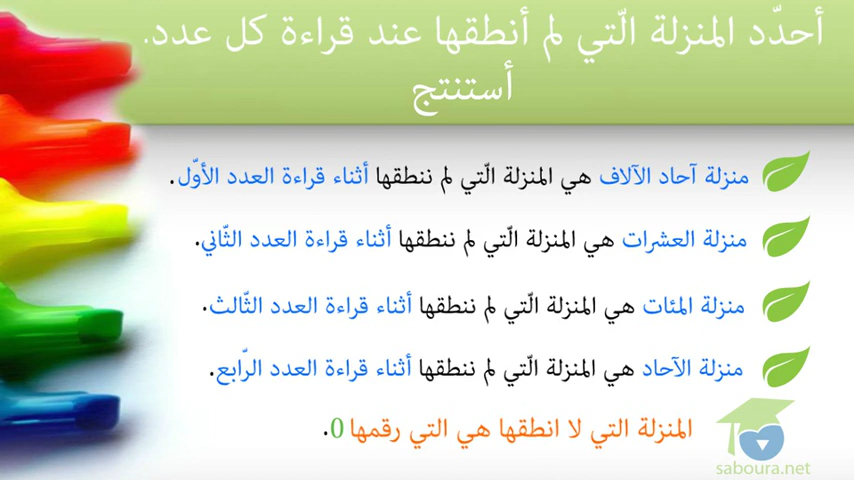 أحدّد المنزلة الّتي لم أنطقها عند قراءة كل عدد.
أستنتج
منزلة آحاد الآلاف هي المنزلة الّتي لم ننطقها أثناء قراءة العدد الأوّل.
منزلة العشرات هي المنزلة الّتي لم ننطقها أثناء قراءة العدد الثّاني.
منزلة المئات هي المنزلة الّتي لم ننطقها أثناء قراءة العدد الثّالث.
منزلة الآحاد هي المنزلة الّتي لم ننطقها أثناء قراءة العدد الرّابع.
المنزلة التي لا انطقها هي التي رقمها 0.
saboura.net